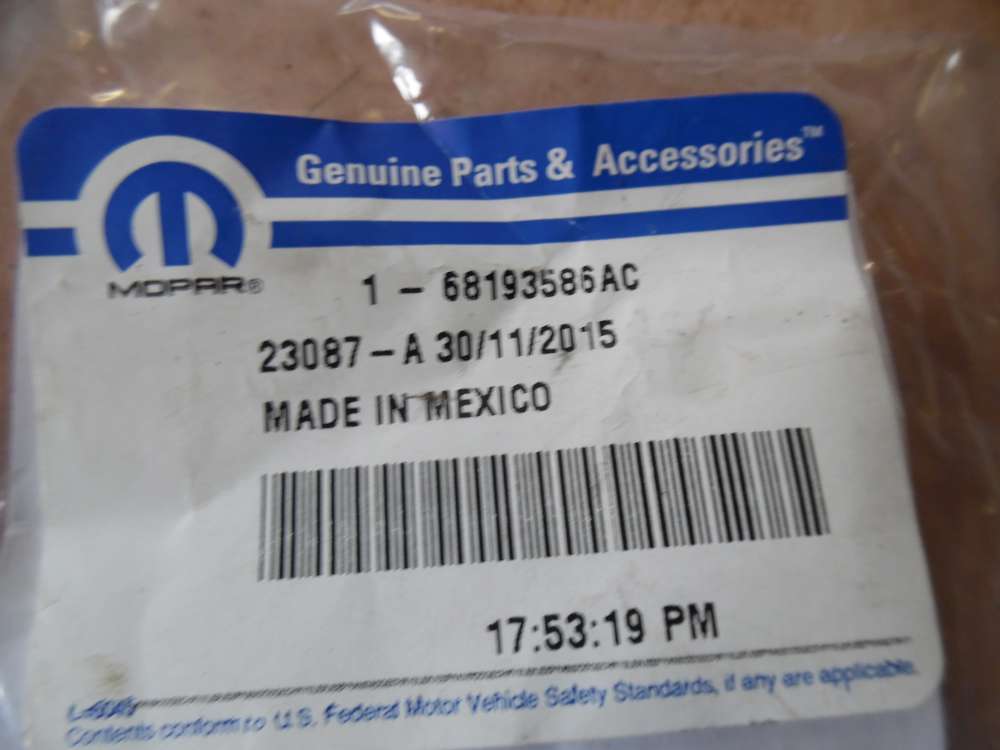 Genuine Parts & Accessories™
MOPAR®
1 - 68193586AC
23087-A 30/11/2015
MADE IN MEXICO
17:53:19 PM
Contents conform to U.S. Federal Motor Vehicle Safety Standards, if any are applicable.